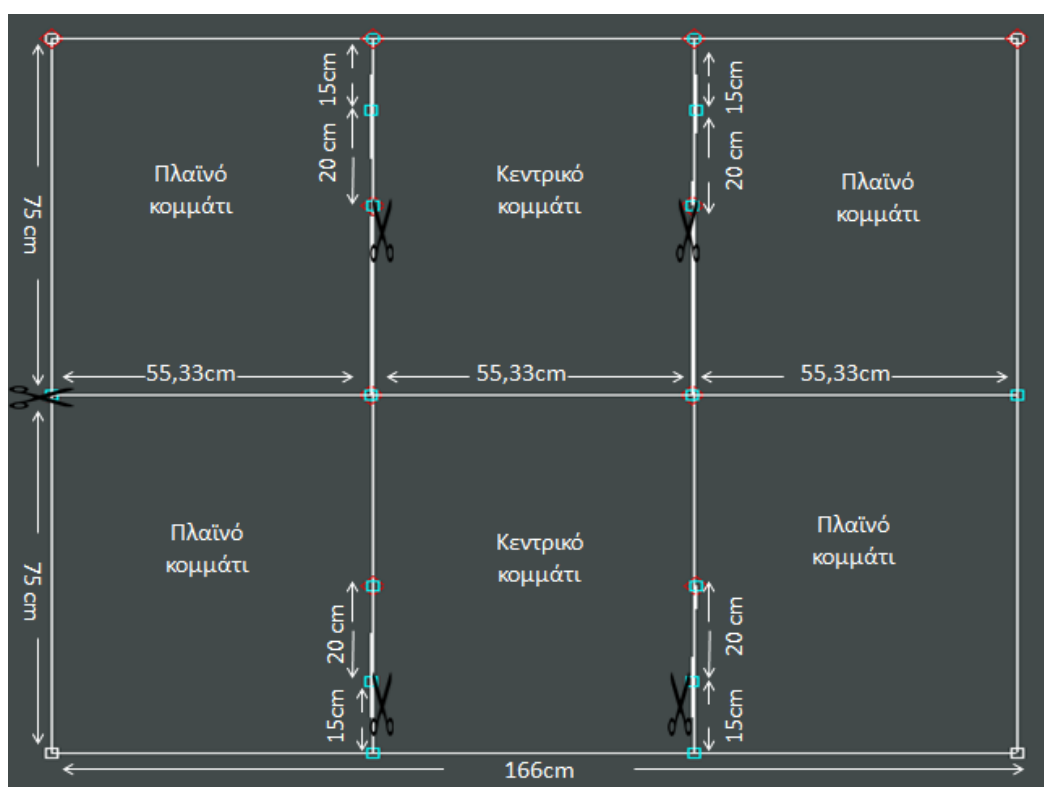 15cm
15cm
20 cm
20 cm
Πλαϊνό
κομμάτι
Κεντρικό
κομμάτι
Πλαϊνό
κομμάτι
75 cm
55,33cm
55,33cm
55,33cm
Πλαϊνό
κομμάτι
Κεντρικό
κομμάτι
Πλαϊνό
κομμάτι
75 cm
20 cm
20 cm
15cm
15cm
166cm